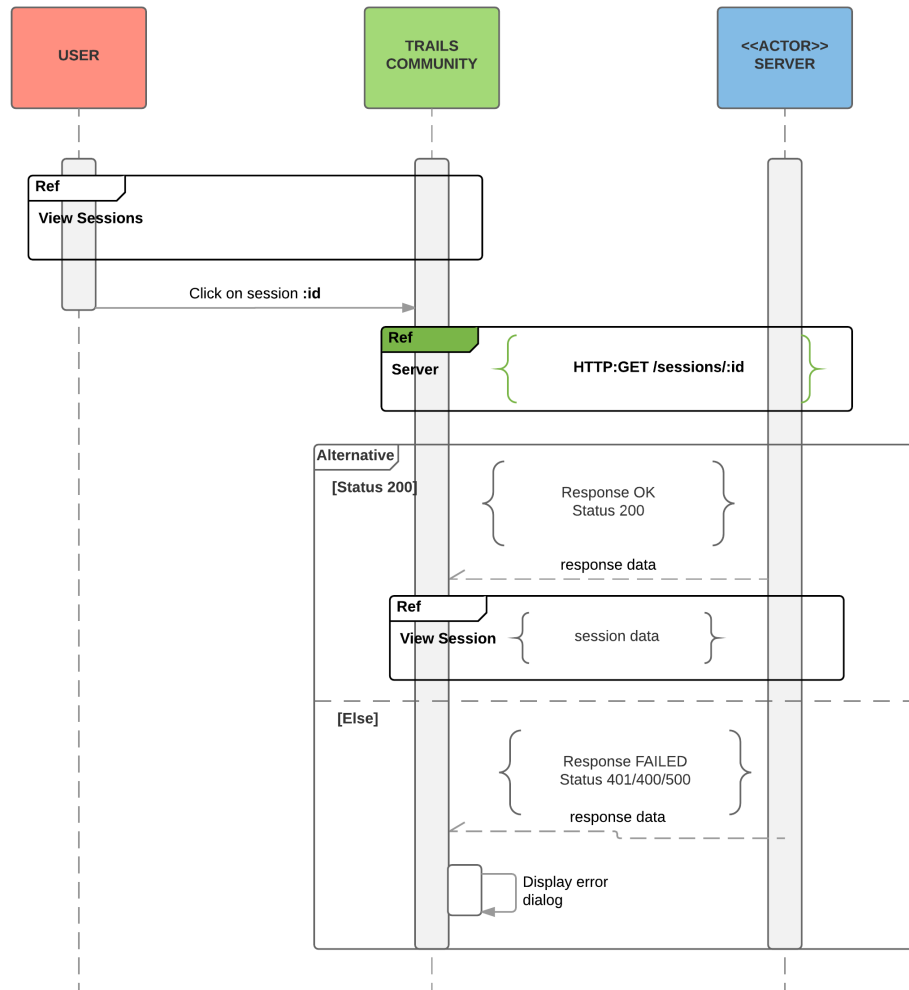 USER
TRAILS
COMMUNITY
<<ACTOR>>
SERVER
Ref
View Sessions
Click on session :id
Ref
Server
HTTP:GET /sessions/:id
Alternative
[Status 200]
Response OK
Status 200
response data
Ref
View Session
session data
[Else]
Response FAILED
Status 401/400/500
response data
Display error
dialog